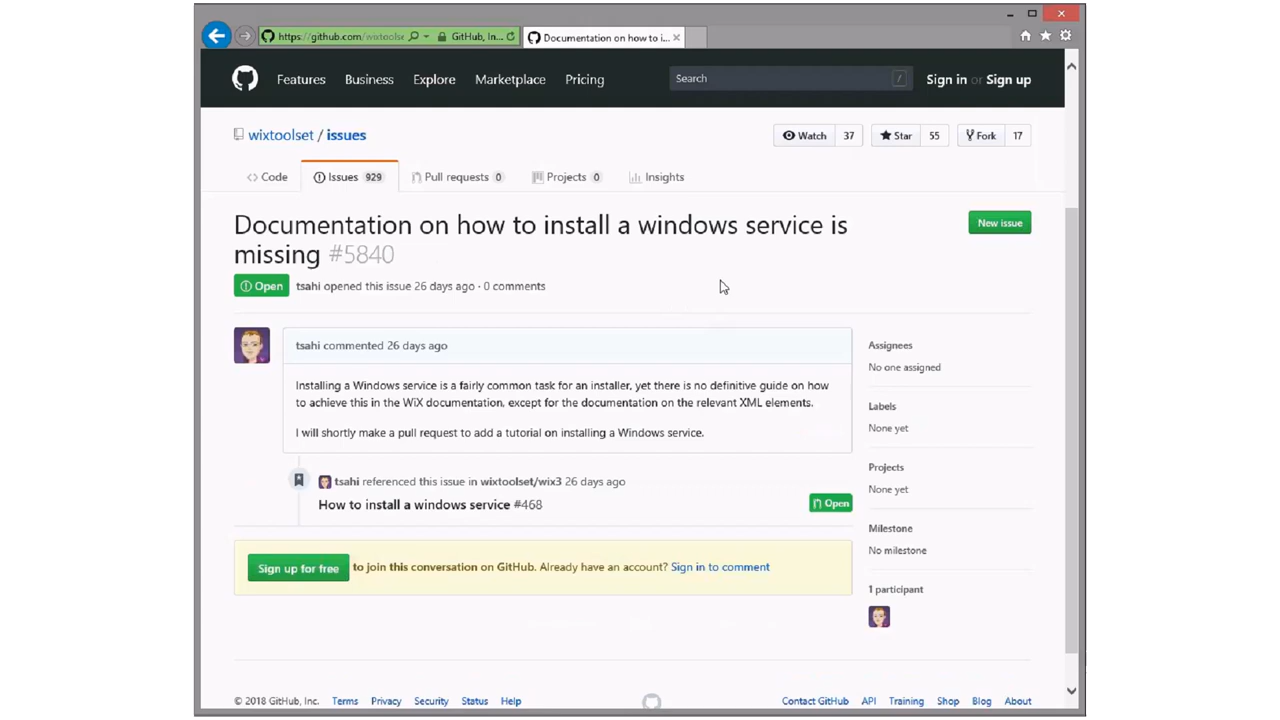 https://github.com/wixtoolse GitHub, In... Documentation on how to i...
Features Business Explore Marketplace Pricing Search / Sign in or Sign up
wixtoolset / issues Watch 37 Star 55 Fork 17
Code Issues 929 Pull requests 0 Projects 0 Insights
Documentation on how to install a windows service is
missing #5840
New issue
Open tsahi opened this issue 26 days ago · 0 comments
tsahi commented 26 days ago
Installing a Windows service is a fairly common task for an installer, yet there is no definitive guide on how
to achieve this in the WiX documentation, except for the documentation on the relevant XML elements.
I will shortly make a pull request to add a tutorial on installing a Windows service.
tsahi referenced this issue in wixtoolset/wix3 26 days ago
How to install a windows service #468 Open
Sign up for free to join this conversation on GitHub. Already have an account? Sign in to comment
Assignees
No one assigned
Labels
None yet
Projects
None yet
Milestone
No milestone
1 participant
© 2018 GitHub, Inc. Terms Privacy Security Status Help Contact GitHub API Training Shop Blog About